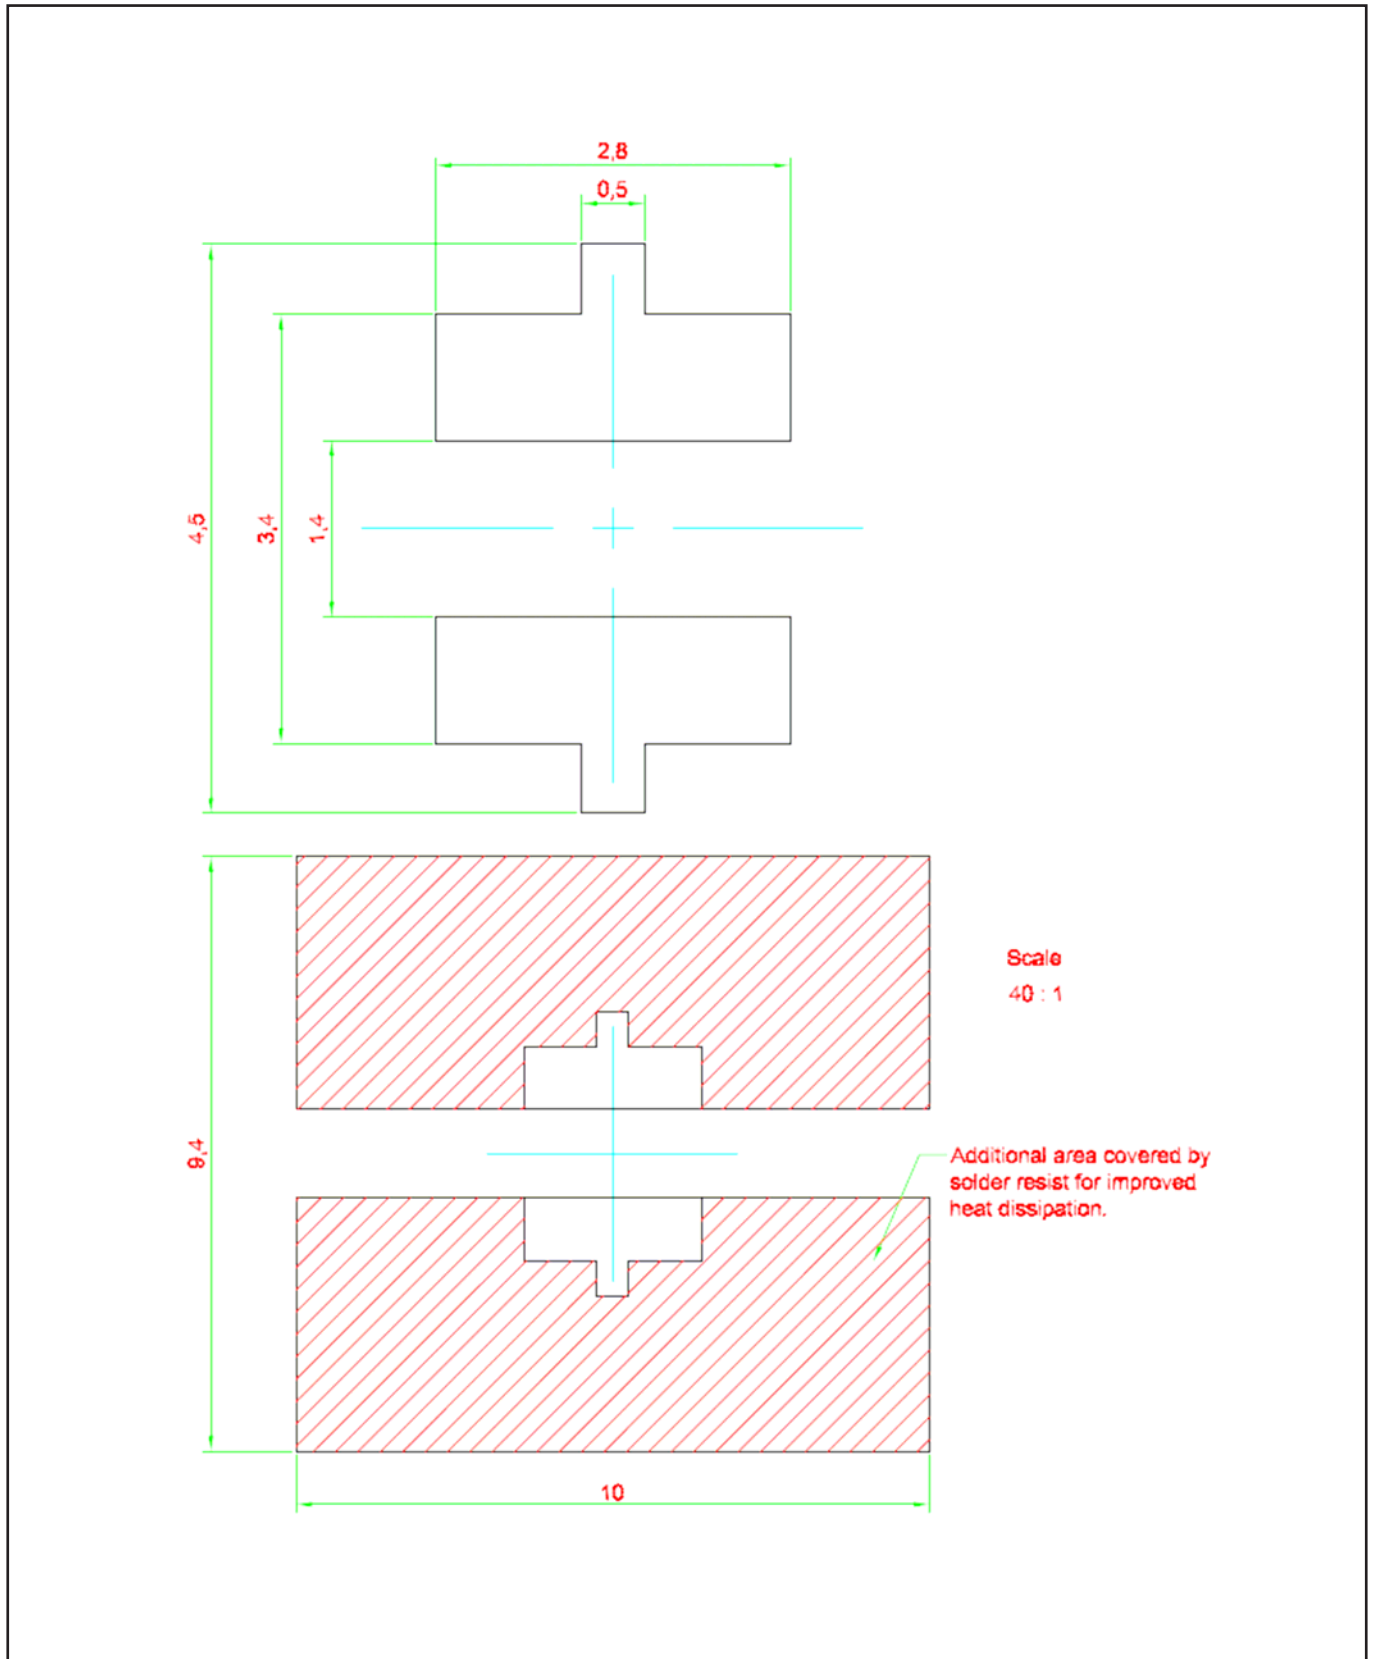 2,8
0,5
4,5
3,4
1,4
Scale
40 : 1
9,4
Additional area covered by
solder resist for improved
heat dissipation.
10